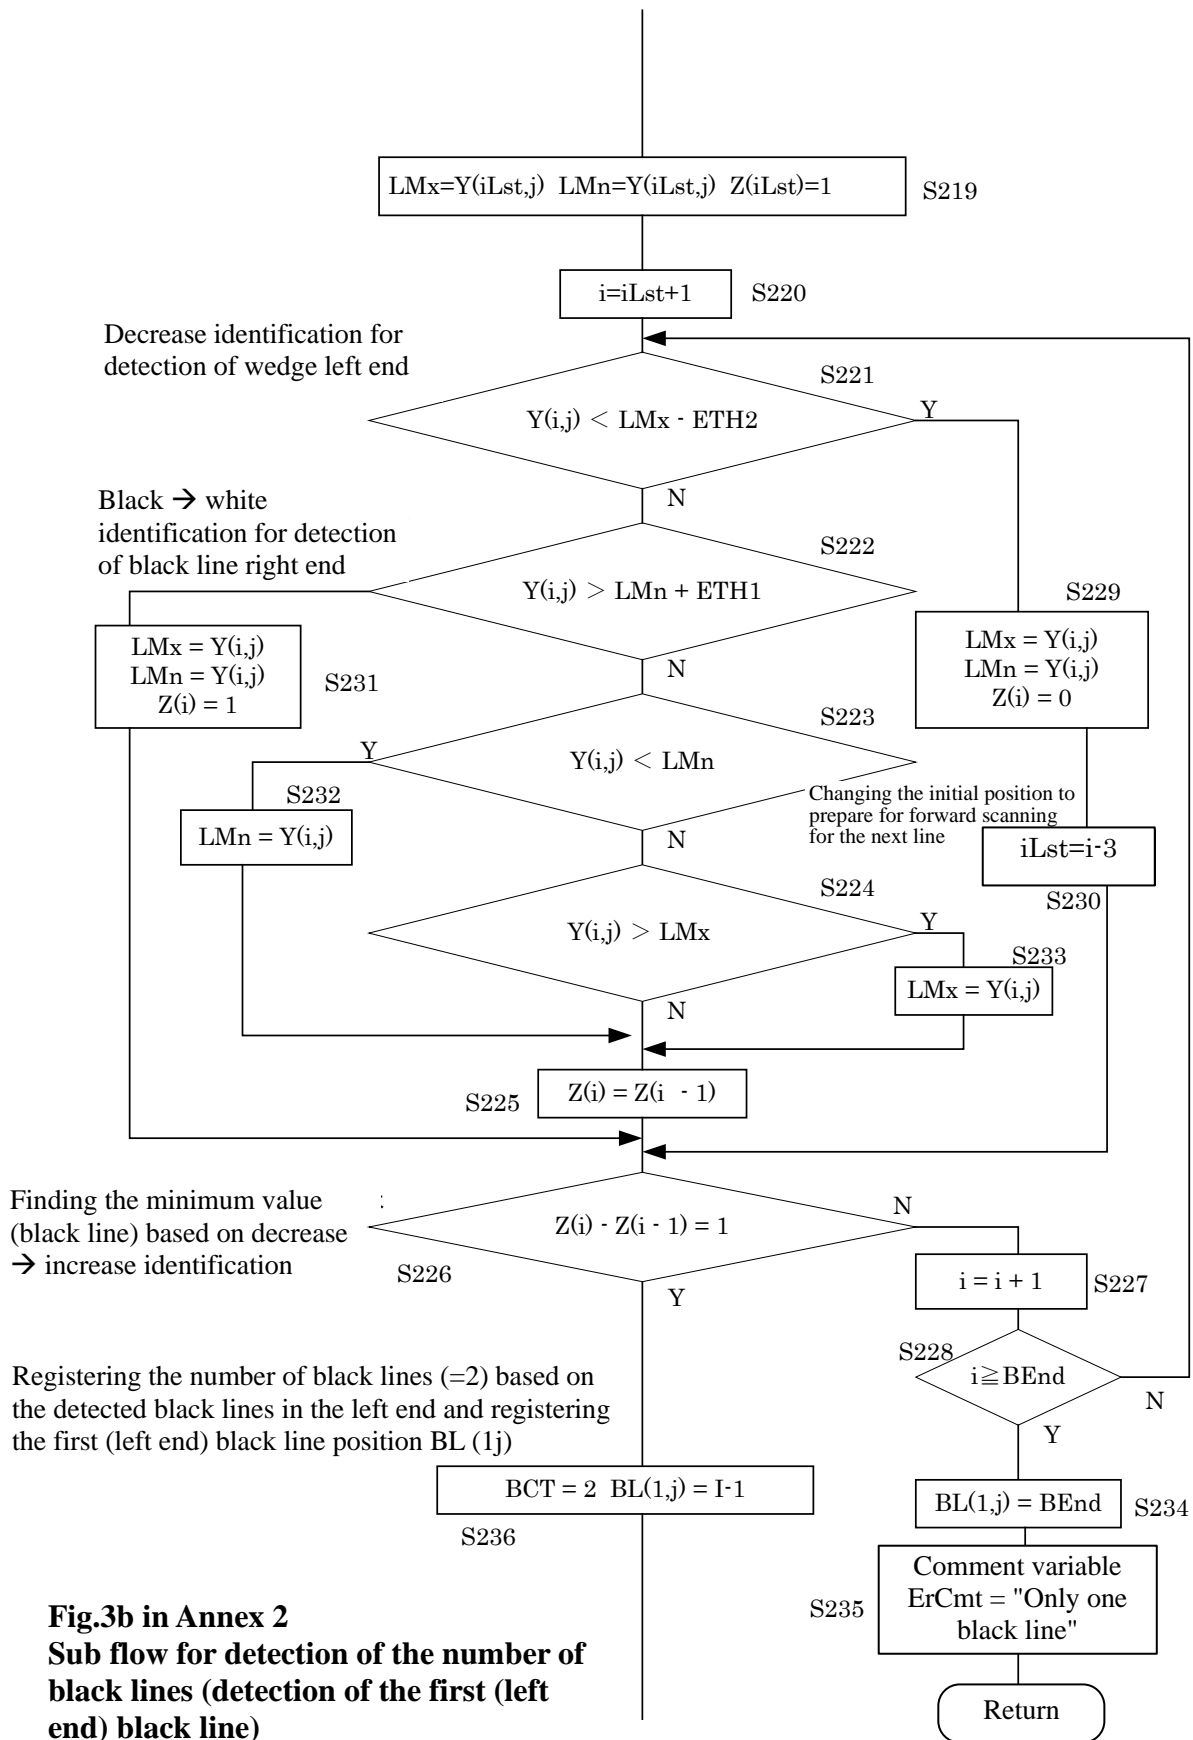 LMx=Y(iLst,j) LMn=Y(iLst,j) Z(iLst)=1
S219
i=iLst+1
S220
Decrease identification for
detection of wedge left end
S221
Y(i,j) < LMx - ETH2
Y
N
Black → white
identification for detection
of black line right end
S222
Y(i,j) > LMn + ETH1
S229
LMx = Y(i,j)
LMn = Y(i,j)
Z(i) = 0
LMx = Y(i,j)
LMn = Y(i,j)
Z(i) = 1
S231
N
S223
Y
Y(i,j) < LMn
S232
LMn = Y(i,j)
Changing the initial position to
prepare for forward scanning
for the next line
iLst=i-3
S230
N
S224
Y(i,j) > LMx
Y
S233
LMx = Y(i,j)
N
Z(i) = Z(i - 1)
S225
Finding the minimum value
(black line) based on decrease
→ increase identification
:
Z(i) - Z(i - 1) = 1
N
S226
Y
i = i + 1
S227
S228
i≧BEnd
N
Y
Registering the number of black lines (=2) based on
the detected black lines in the left end and registering
the first (left end) black line position BL (1j)
BCT = 2 BL(1,j) = I-1
S236
BL(1,j) = BEnd
S234
Comment variable
ErCmt = "Only one
black line"
S235
Return
Fig.3b in Annex 2
Sub flow for detection of the number of
black lines (detection of the first (left
end) black line)